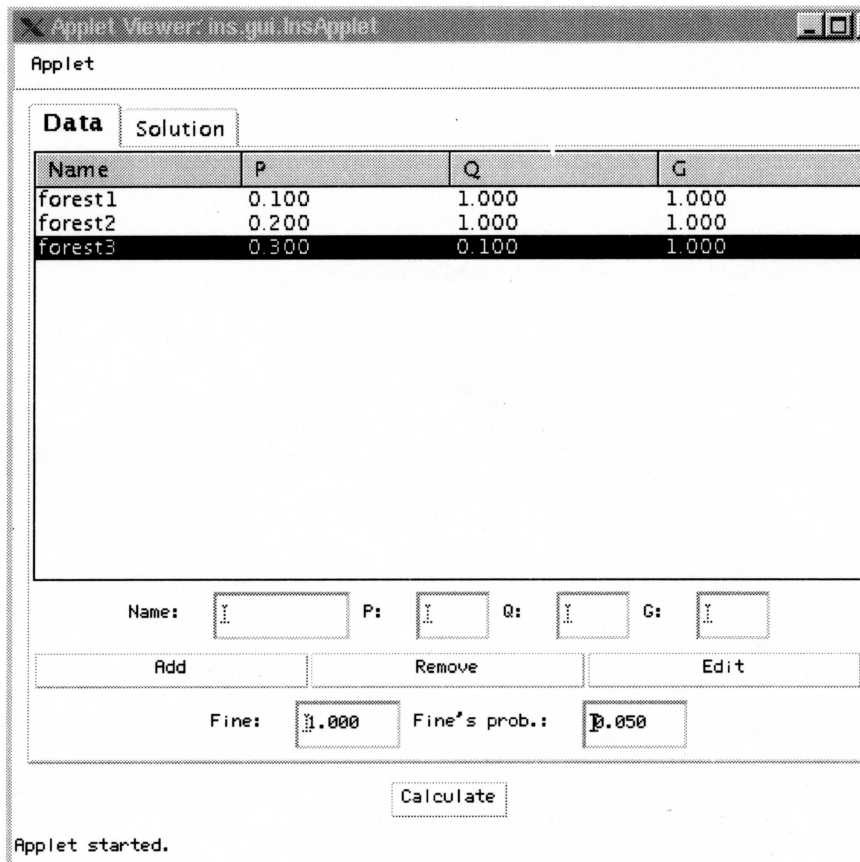 Applet Viewer: ins.gui.InsApplet
Applet
Data Solution
Name P Q G
forest1 0.100 1.000 1.000
forest2 0.200 1.000 1.000
forest3 0.300 0.100 1.000
Name: P: Q: G:
Add Remove Edit
Fine: 1.000 Fine's prob.: 0.050
Calculate
Applet started.